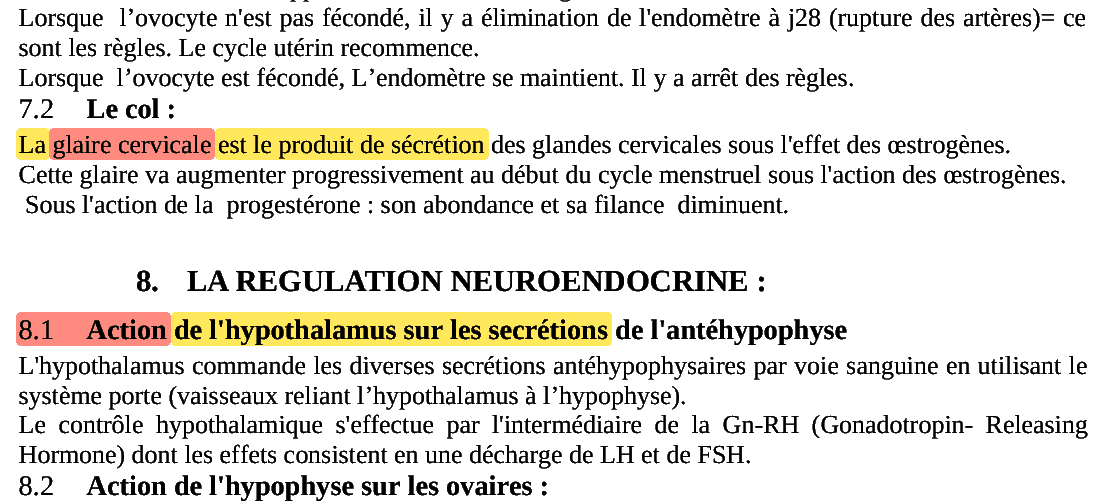 Lorsque l’ovocyte n'est pas fécondé, il y a élimination de l'endomètre à j28 (rupture des artères)= ce
sont les règles. Le cycle utérin recommence.
Lorsque l’ovocyte est fécondé, L’endomètre se maintient. Il y a arrêt des règles.
7.2 Le col :
La glaire cervicale est le produit de sécrétion des glandes cervicales sous l'effet des œstrogènes.
Cette glaire va augmenter progressivement au début du cycle menstruel sous l'action des œstrogènes.
Sous l'action de la progestérone : son abondance et sa filance diminuent.
8. LA REGULATION NEUROENDOCRINE :
8.1 Action de l'hypothalamus sur les secrétions de l'antéhypophyse
L'hypothalamus commande les diverses secrétions antéhypophysaires par voie sanguine en utilisant le
système porte (vaisseaux reliant l’hypothalamus à l’hypophyse).
Le contrôle hypothalamique s'effectue par l'intermédiaire de la Gn-RH (Gonadotropin- Releasing
Hormone) dont les effets consistent en une décharge de LH et de FSH.
8.2 Action de l'hypophyse sur les ovaires :